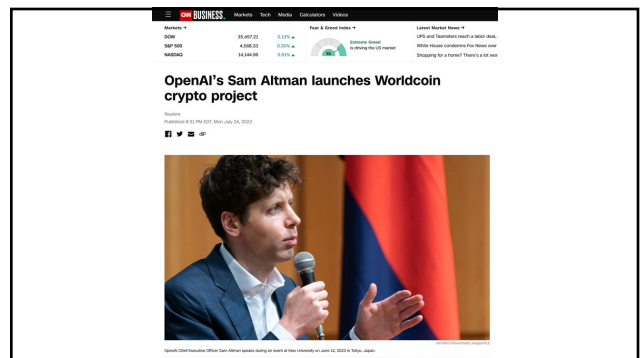 CNN BUSINESS Markets Tech Media Calculators Videos
Markets →
DOW 35,457.21 0.13% ▲
S&P 500 4,568.33 0.30% ▲
NASDAQ 14,144.56 0.61% ▲
Fear & Greed Index →
Extreme Greed
is driving the US market
Latest Market News →
UPS and Teamsters reach a labor deal,
White House condemns Fox News over
Shopping for a home? There's a lot wor
OpenAI's Sam Altman launches Worldcoin
crypto project
Reuters
Published 8:31 PM EDT, Mon July 24, 2023
OpenAI Chief Executive Officer Sam Altman speaks during an event at Keio University on June 12, 2023 in Tokyo, Japan.